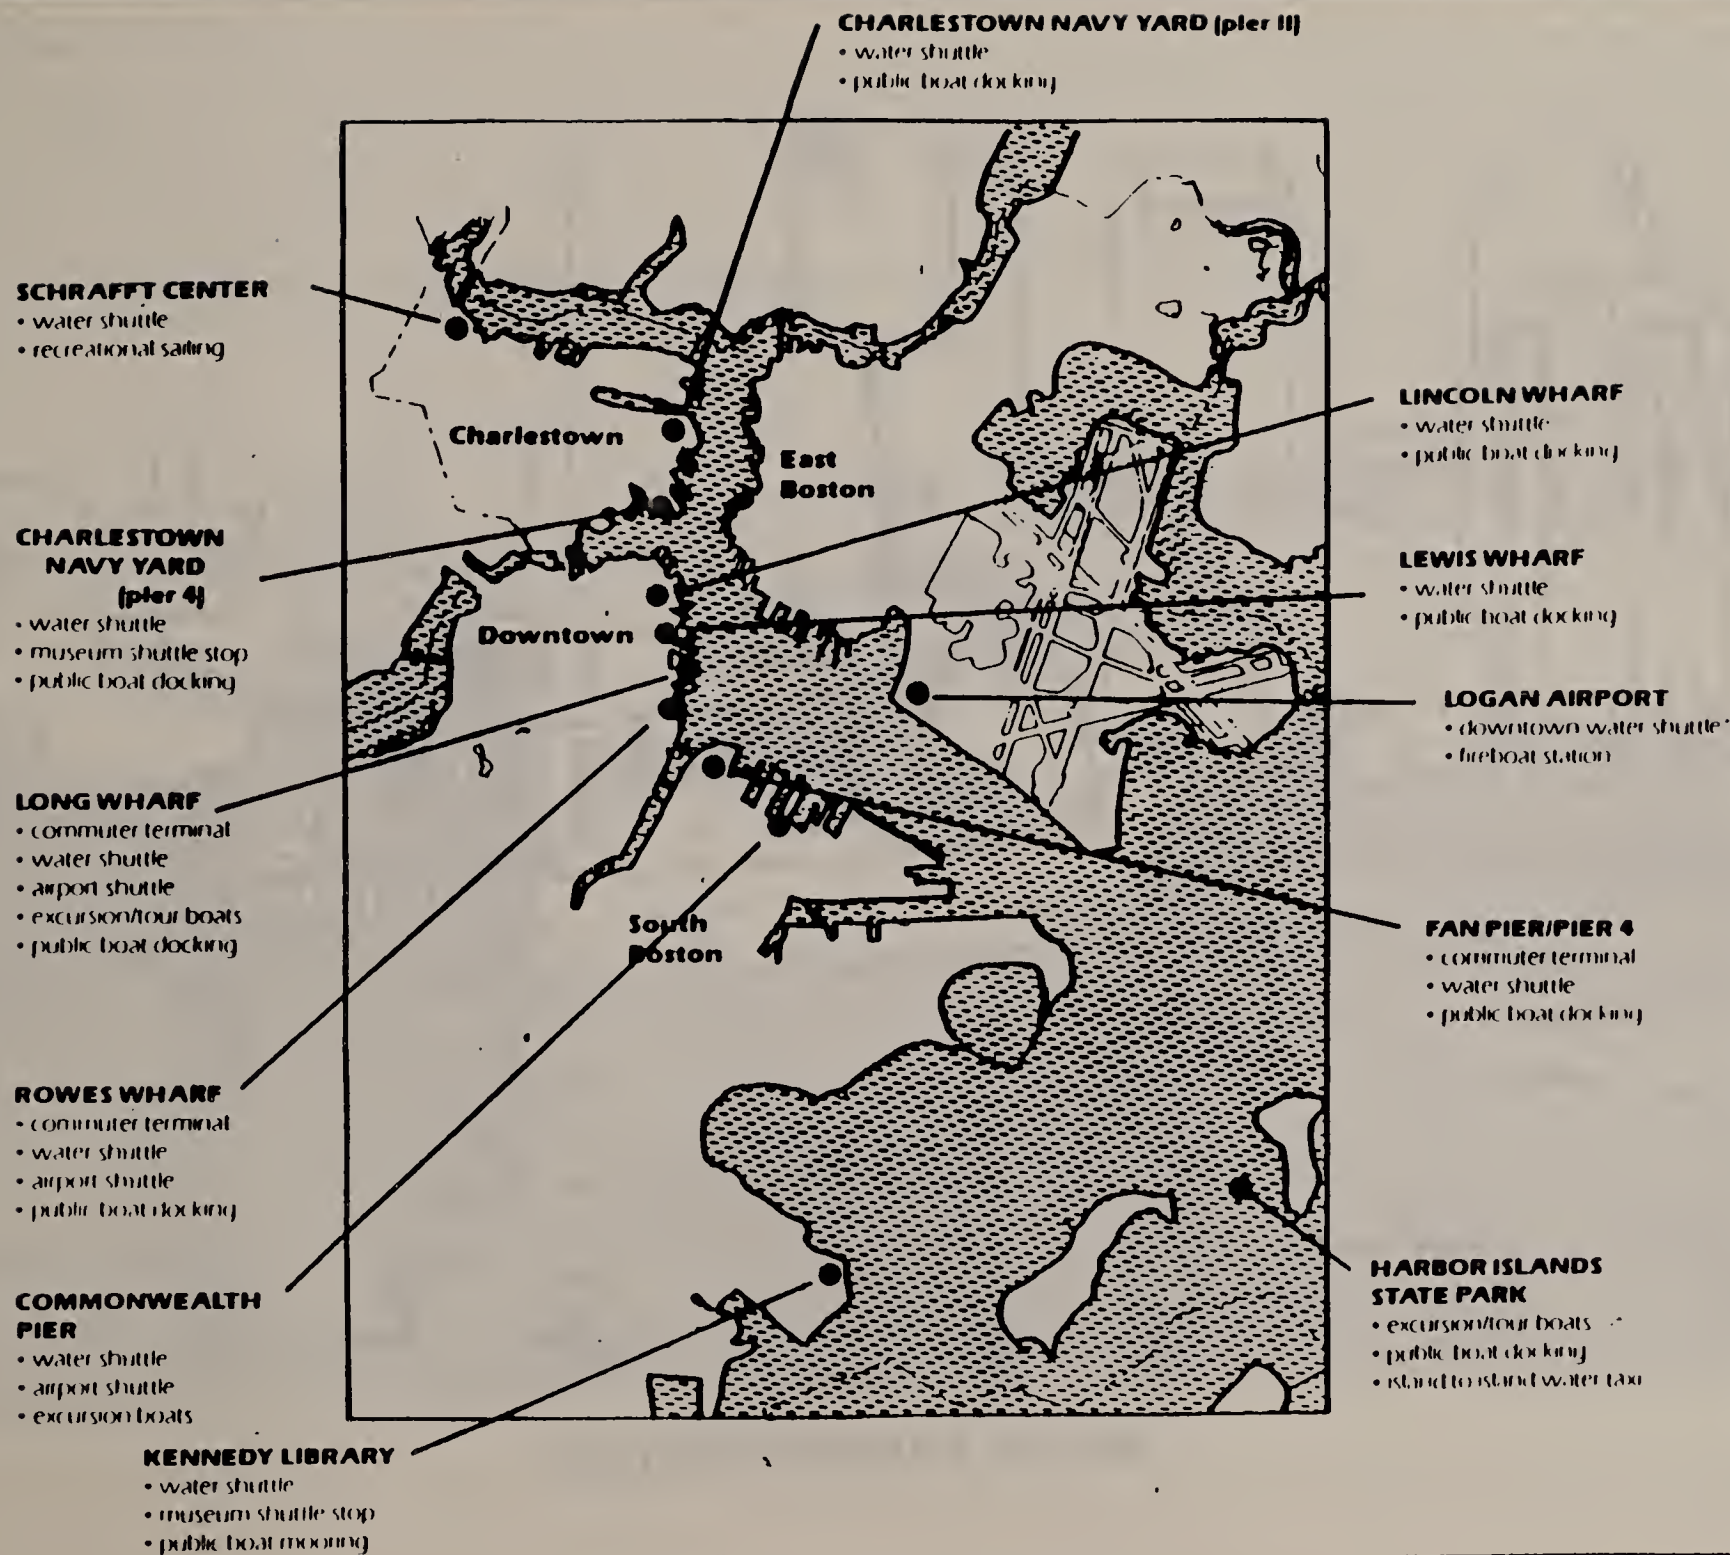 CHARLESTOWN NAVY YARD (pier 11)
• water shuttle
• public boat docking
SCHRAFFT CENTER
• water shuttle
• recreational sailing
Charlestown
East
Boston
LINCOLN WHARF
• water shuttle
• public boat docking
CHARLESTOWN
NAVY YARD
(pier 4)
• water shuttle
• museum shuttle stop
• public boat docking
Downtown
LEWIS WHARF
• water shuttle
• public boat docking
LOGAN AIRPORT
• downtown water shuttle
• fireboat station
LONG WHARF
• commuter terminal
• water shuttle
• airport shuttle
• excursion/tour boats
• public boat docking
South
Boston
FAN PIER/PIER 4
• commuter terminal
• water shuttle
• public boat docking
ROWES WHARF
• commuter terminal
• water shuttle
• airport shuttle
• public boat docking
COMMONWEALTH
PIER
• water shuttle
• airport shuttle
• excursion boats
HARBOR ISLANDS
STATE PARK
• excursion/tour boats
• public boat docking
• island to island water taxi
KENNEDY LIBRARY
• water shuttle
• museum shuttle stop
• public boat mooring